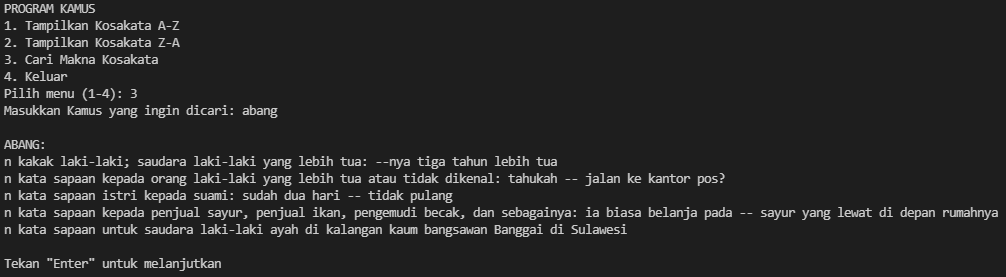 PROGRAM KAMUS
1. Tampilkan Kosakata A-Z
2. Tampilkan Kosakata Z-A
3. Cari Makna Kosakata
4. Keluar
Pilih menu (1-4): 3
Masukkan Kamus yang ingin dicari: abang
ABANG:
n kakak laki-laki; saudara laki-laki yang lebih tua: --nya tiga tahun lebih tua
n kata sapaan kepada orang laki-laki yang lebih tua atau tidak dikenal: tahukah -- jalan ke kantor pos?
n kata sapaan istri kepada suami: sudah dua hari -- tidak pulang
n kata sapaan kepada penjual sayur, penjual ikan, pengemudi becak, dan sebagainya: ia biasa belanja pada -- sayur yang lewat di depan rumahnya
n kata sapaan untuk saudara laki-laki ayah di kalangan kaum bangsawan Banggai di Sulawesi
Tekan "Enter" untuk melanjutkan